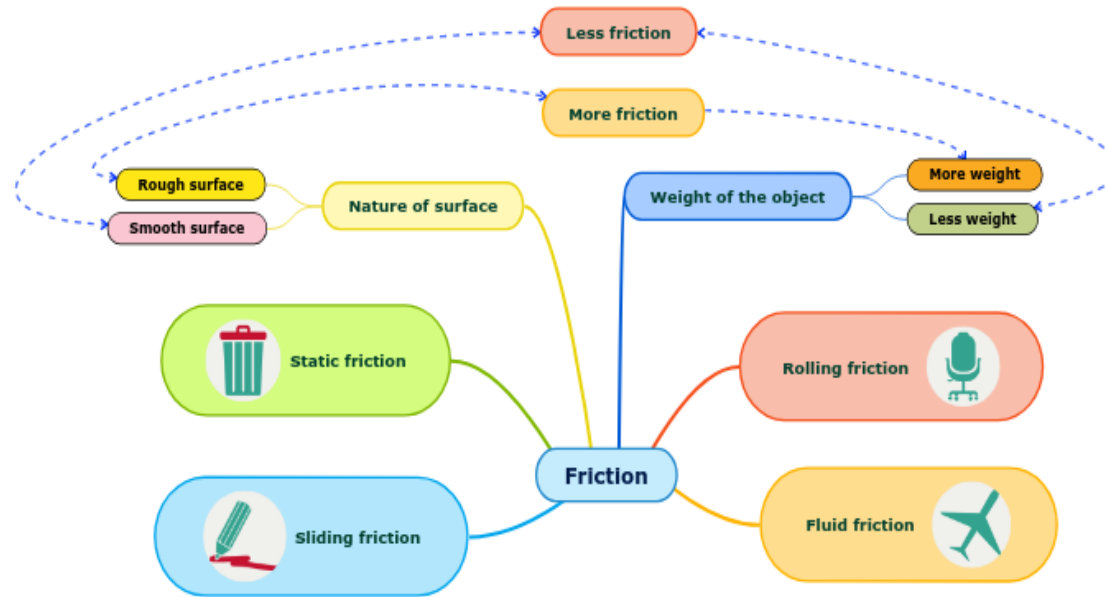 Less friction
More friction
Rough surface
Nature of surface
Weight of the object
More weight
Smooth surface
Less weight
Static friction
Rolling friction
Friction
Sliding friction
Fluid friction